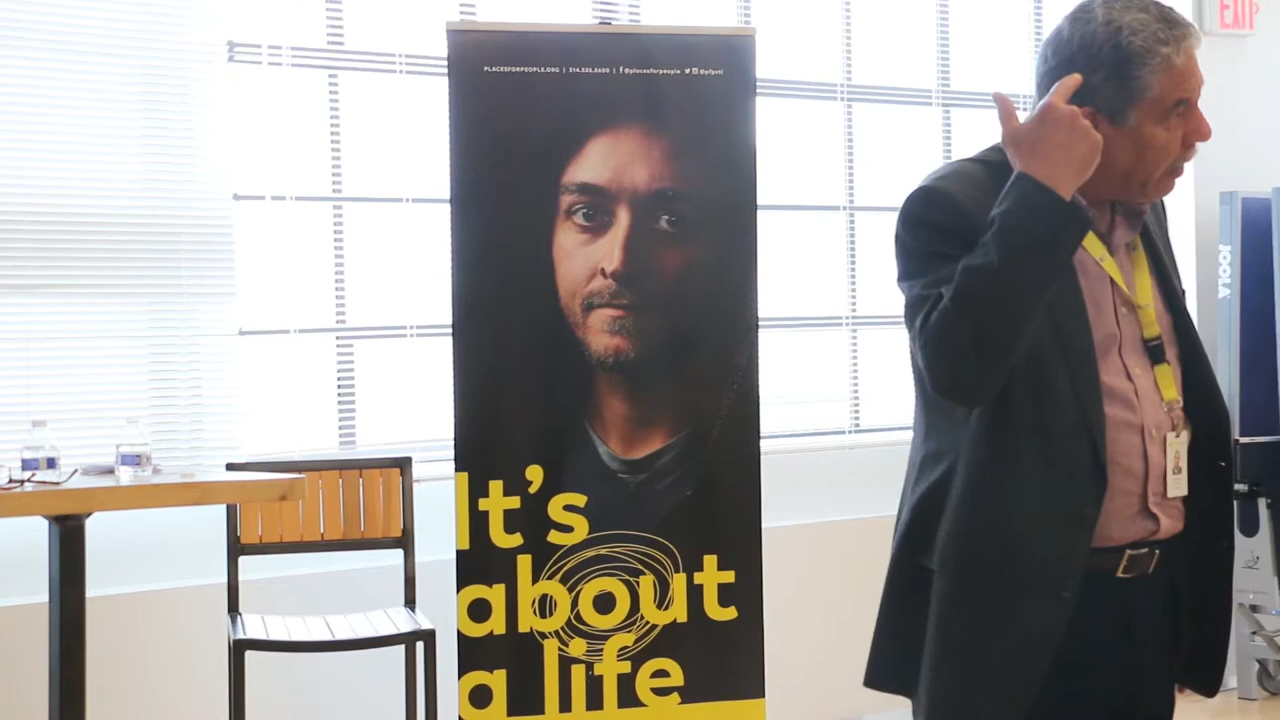 PLACESFORPEOPLE.ORG | 314.535.5600 | @placesforpeople @pfpstl
It's
about
a life
EXIT
JOOLA